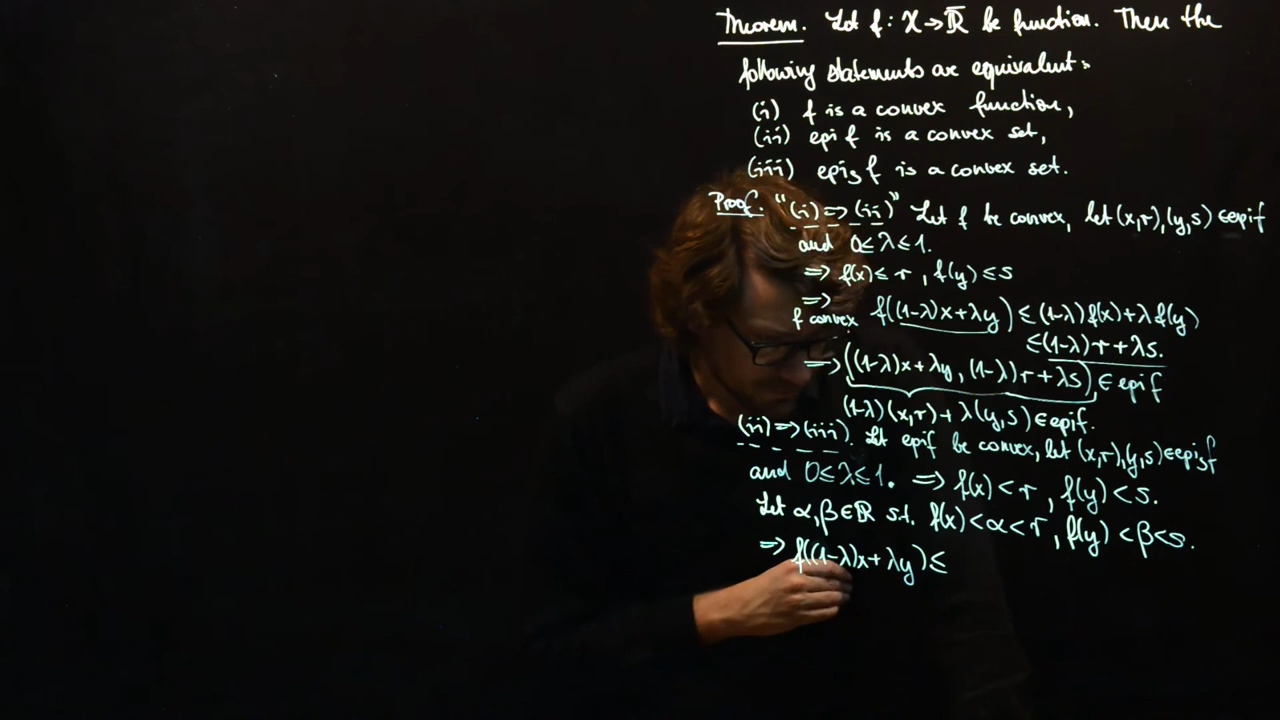 Theorem. Let f: X→ℝ̅ be function. Then the
following statements are equivalent:
(i) f is a convex function,
(ii) epi f is a convex set,
(iii) epi_s f is a convex set.
Proof. "(i) ⇒ (ii)" Let f be convex, let (x,r),(y,s) ∈ epi f
and 0≤λ≤1.
⇒ f(x)≤r, f(y)≤s
⇒ f((1-λ)x+λy) ≤ (1-λ)f(x)+λf(y)
f convex
≤(1-λ)r+λs.
⇒ ((1-λ)x+λy, (1-λ)r+λs) ∈ epi f
(1-λ)(x,r)+λ(y,s) ∈ epi f.
(ii)⇒(iii). Let epi f be convex, let (x,r),(y,s) ∈ epi_s f
and 0≤λ≤1. ⇒ f(x)<r, f(y)<s.
Let α,β∈ℝ s.t. f(x)<α<r, f(y)<β<s.
⇒ f((1-λ)x+λy) ≤